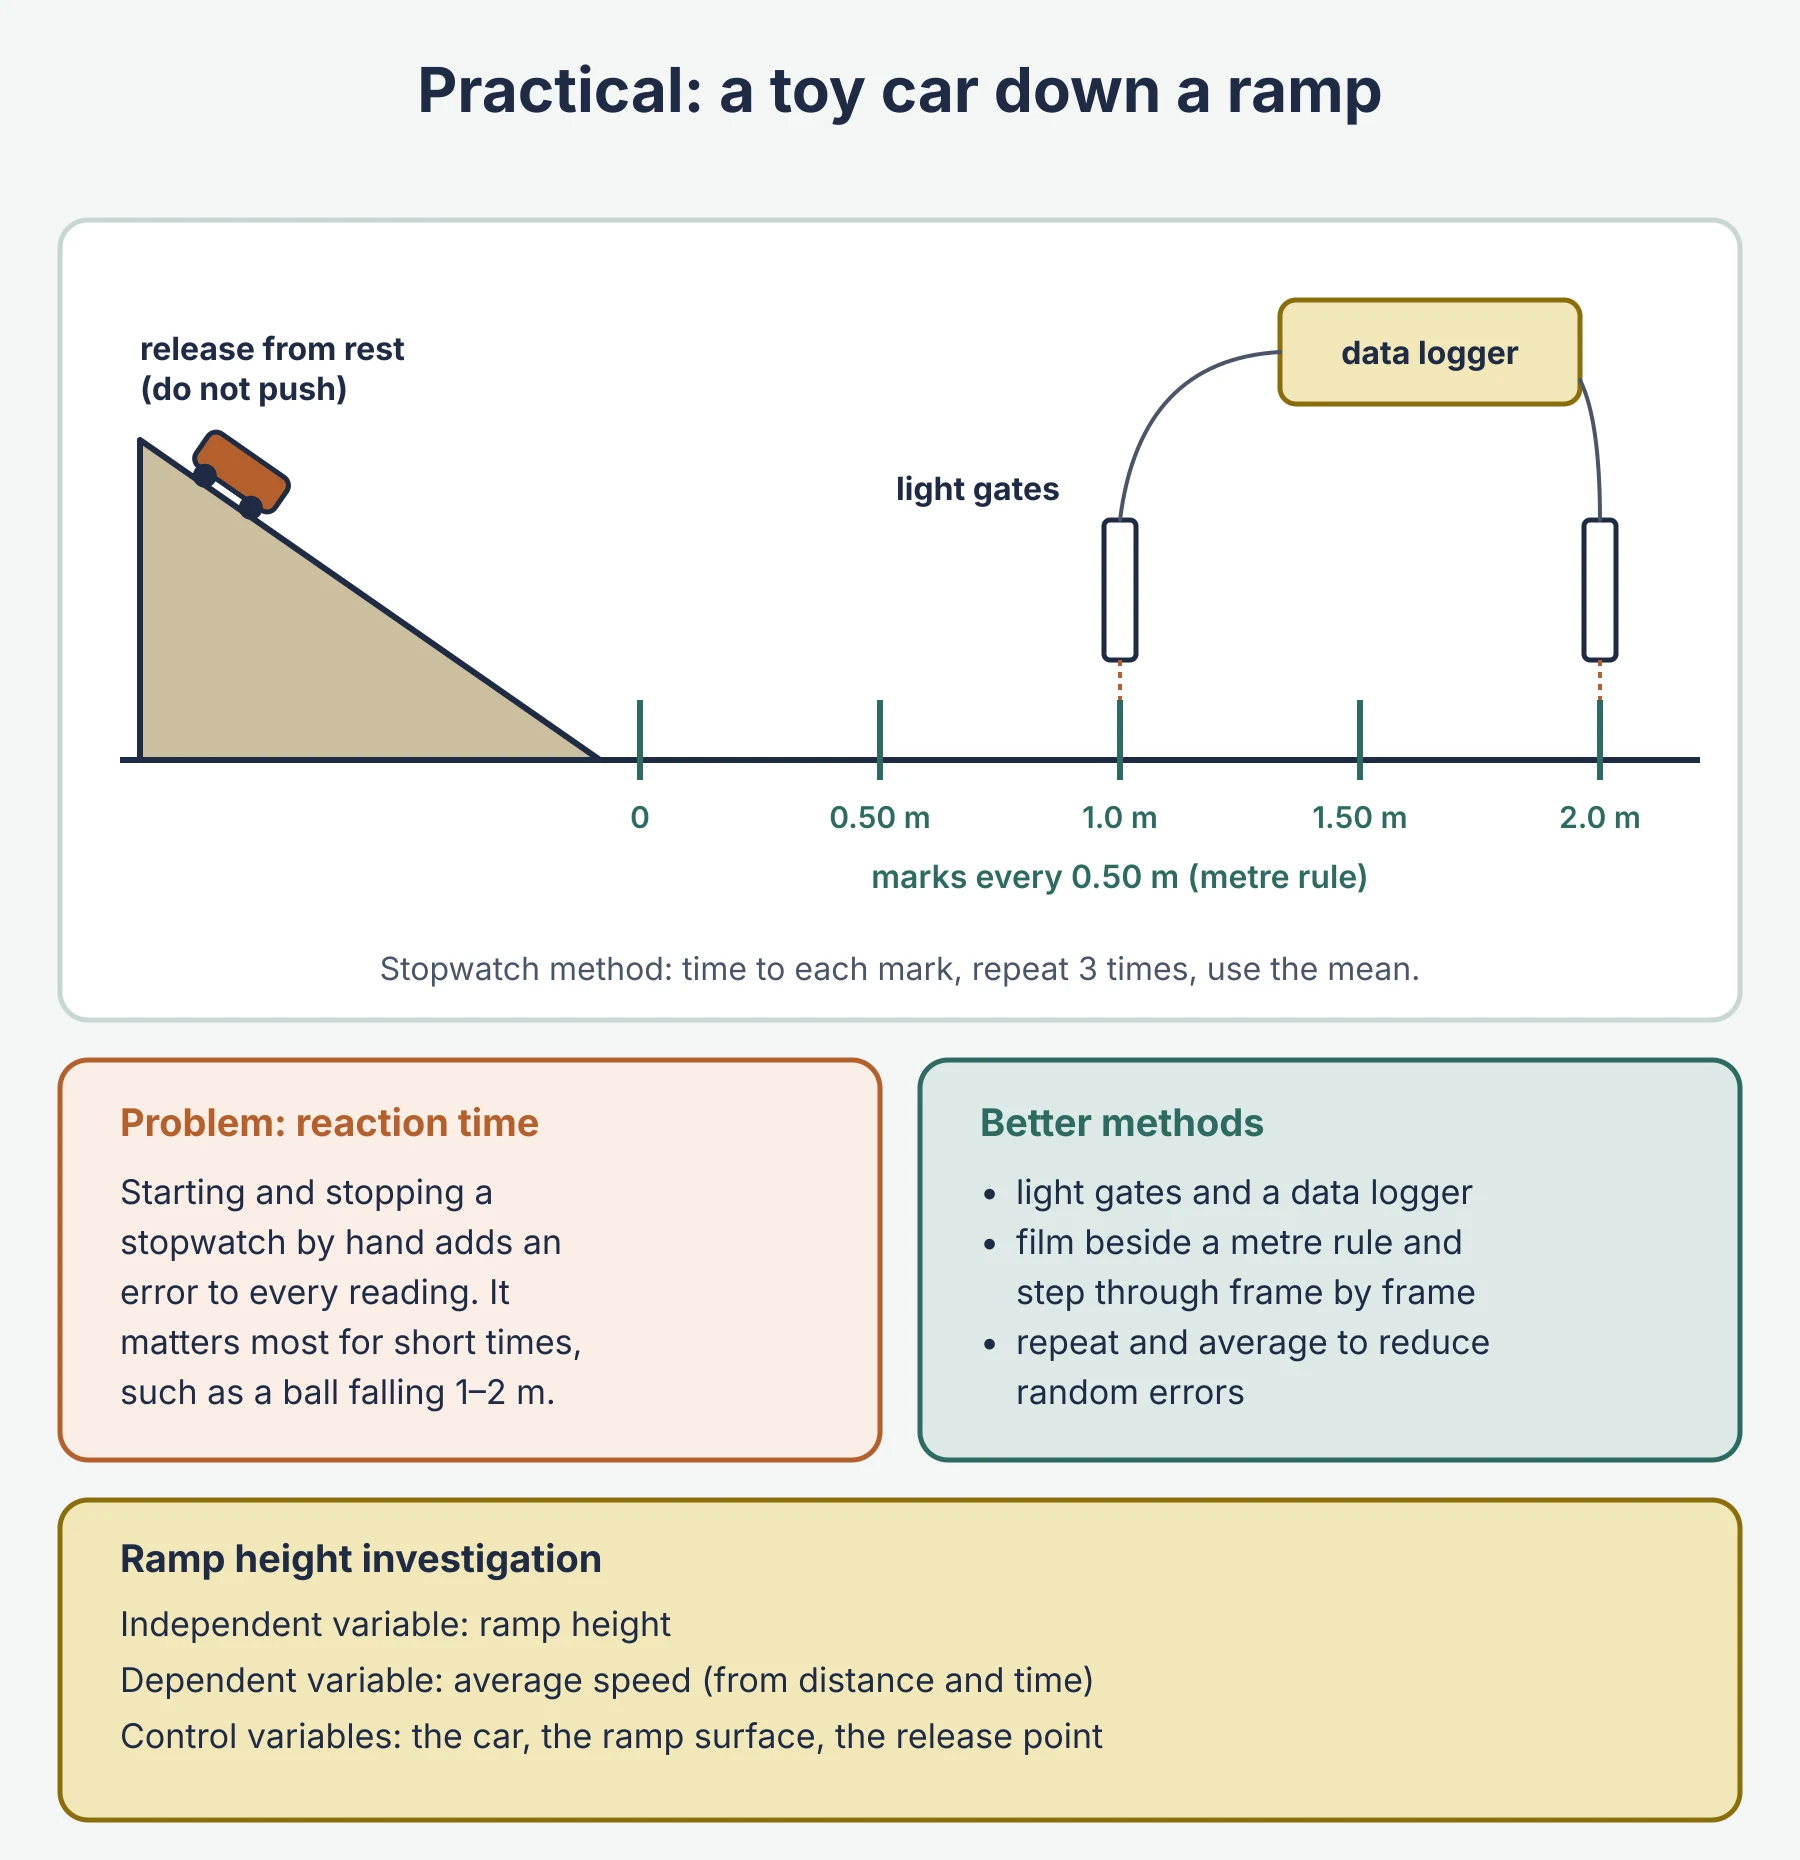 Practical: a toy car down a ramp
release from rest
(do not push)
data logger
light gates
0
0.50 m
1.0 m
1.50 m
2.0 m
marks every 0.50 m (metre rule)
Stopwatch method: time to each mark, repeat 3 times, use the mean.
Problem: reaction time
Starting and stopping a
stopwatch by hand adds an
error to every reading. It
matters most for short times,
such as a ball falling 1–2 m.
Better methods
• light gates and a data logger
• film beside a metre rule and
step through frame by frame
• repeat and average to reduce
random errors
Ramp height investigation
Independent variable: ramp height
Dependent variable: average speed (from distance and time)
Control variables: the car, the ramp surface, the release point